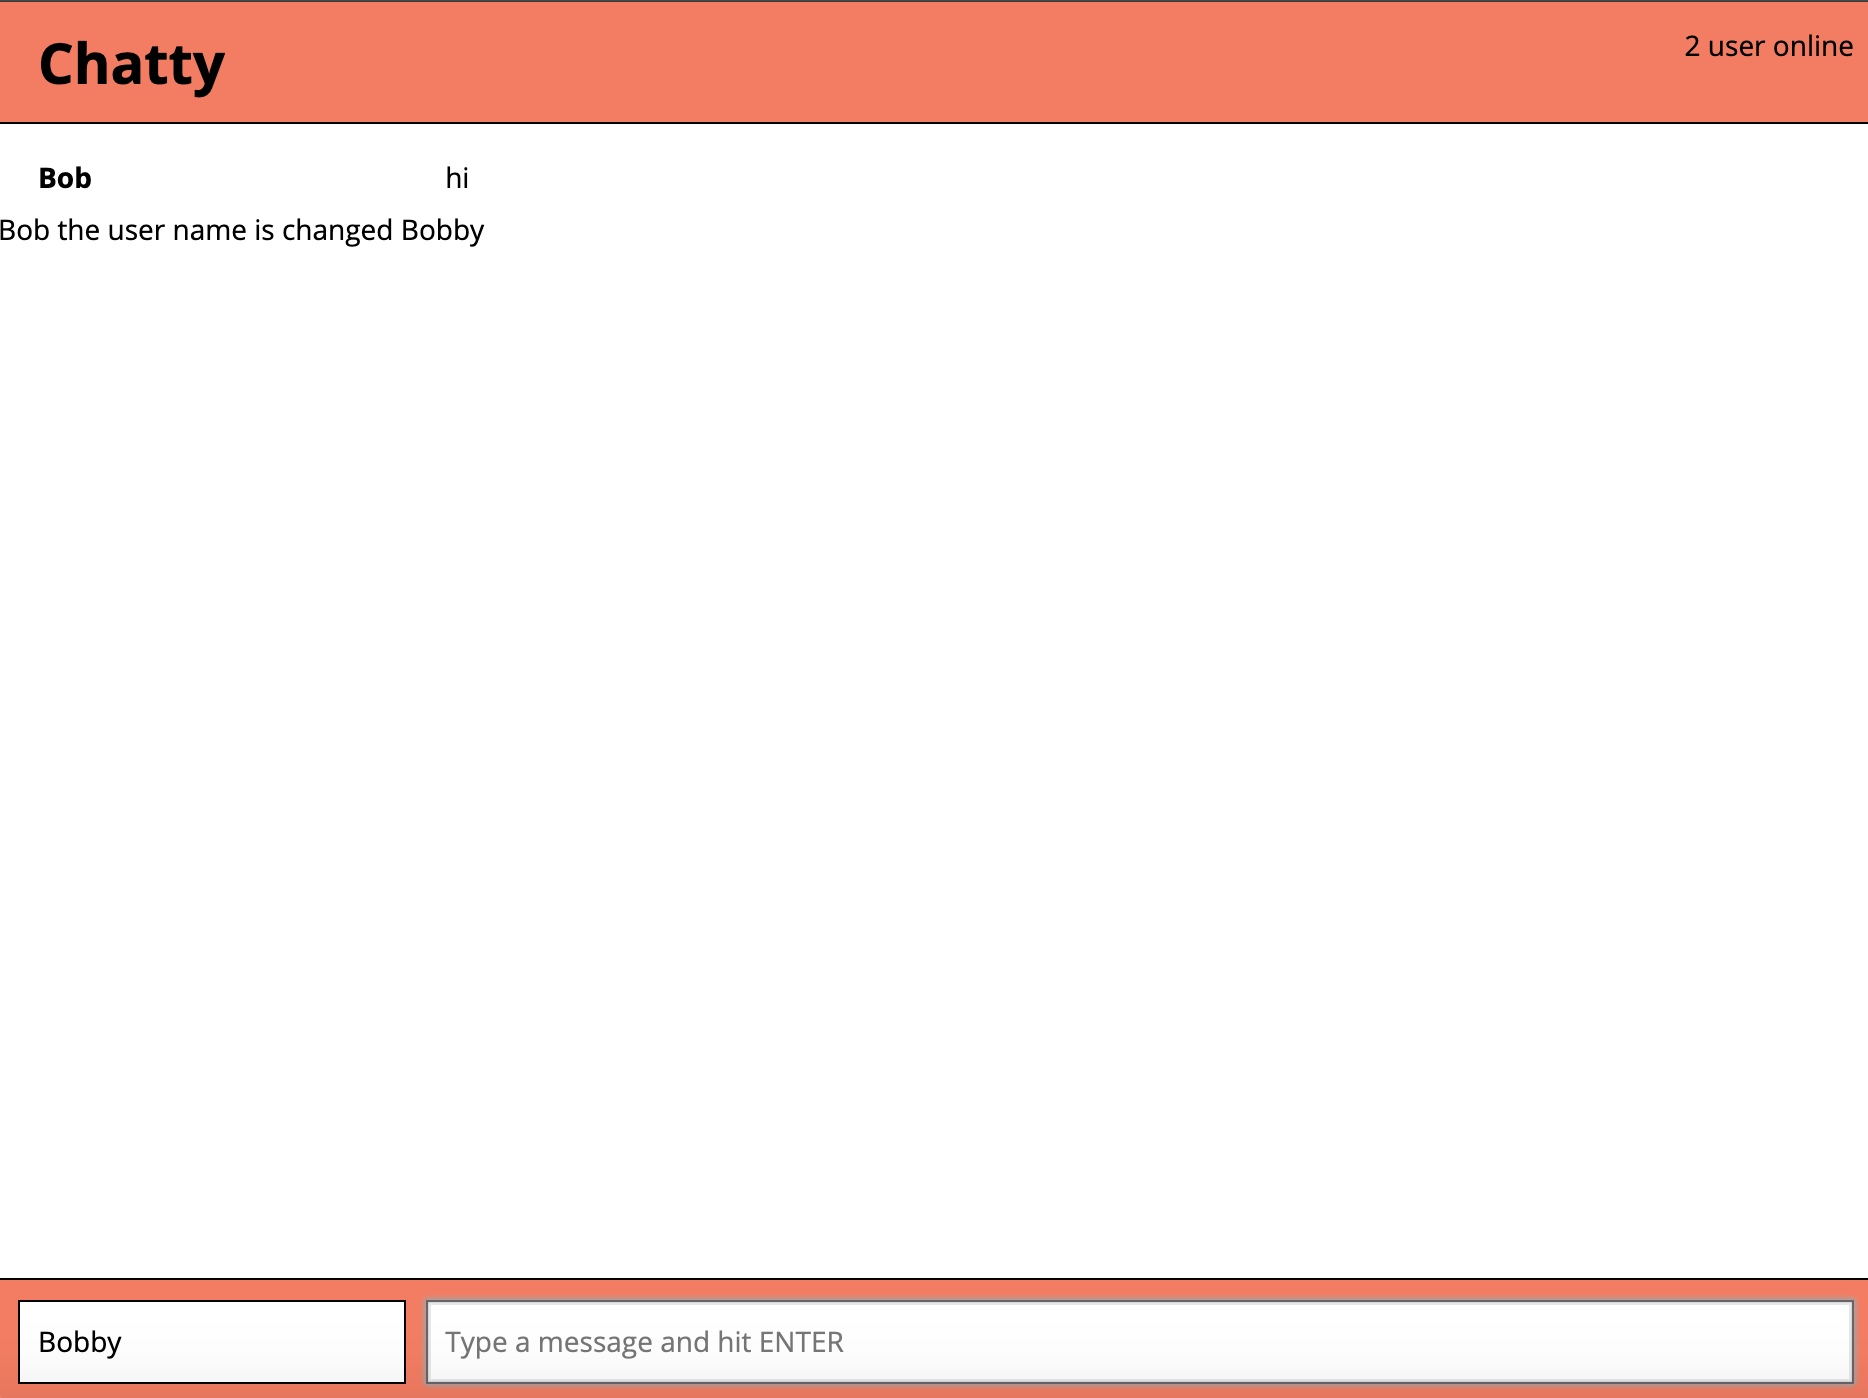 Chatty
2 user online
Bob hi
Bob the user name is changed Bobby
Bobby
Type a message and hit ENTER